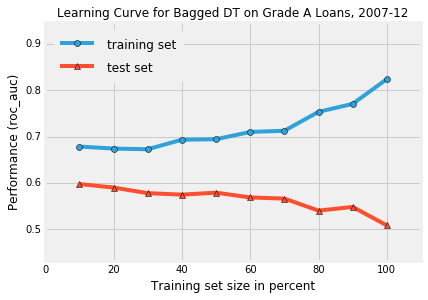 Learning Curve for Bagged DT on Grade A Loans, 2007-12
training set
test set
Performance (roc_auc)
0.9
0.8
0.7
0.6
0.5
0 20 40 60 80 100
Training set size in percent